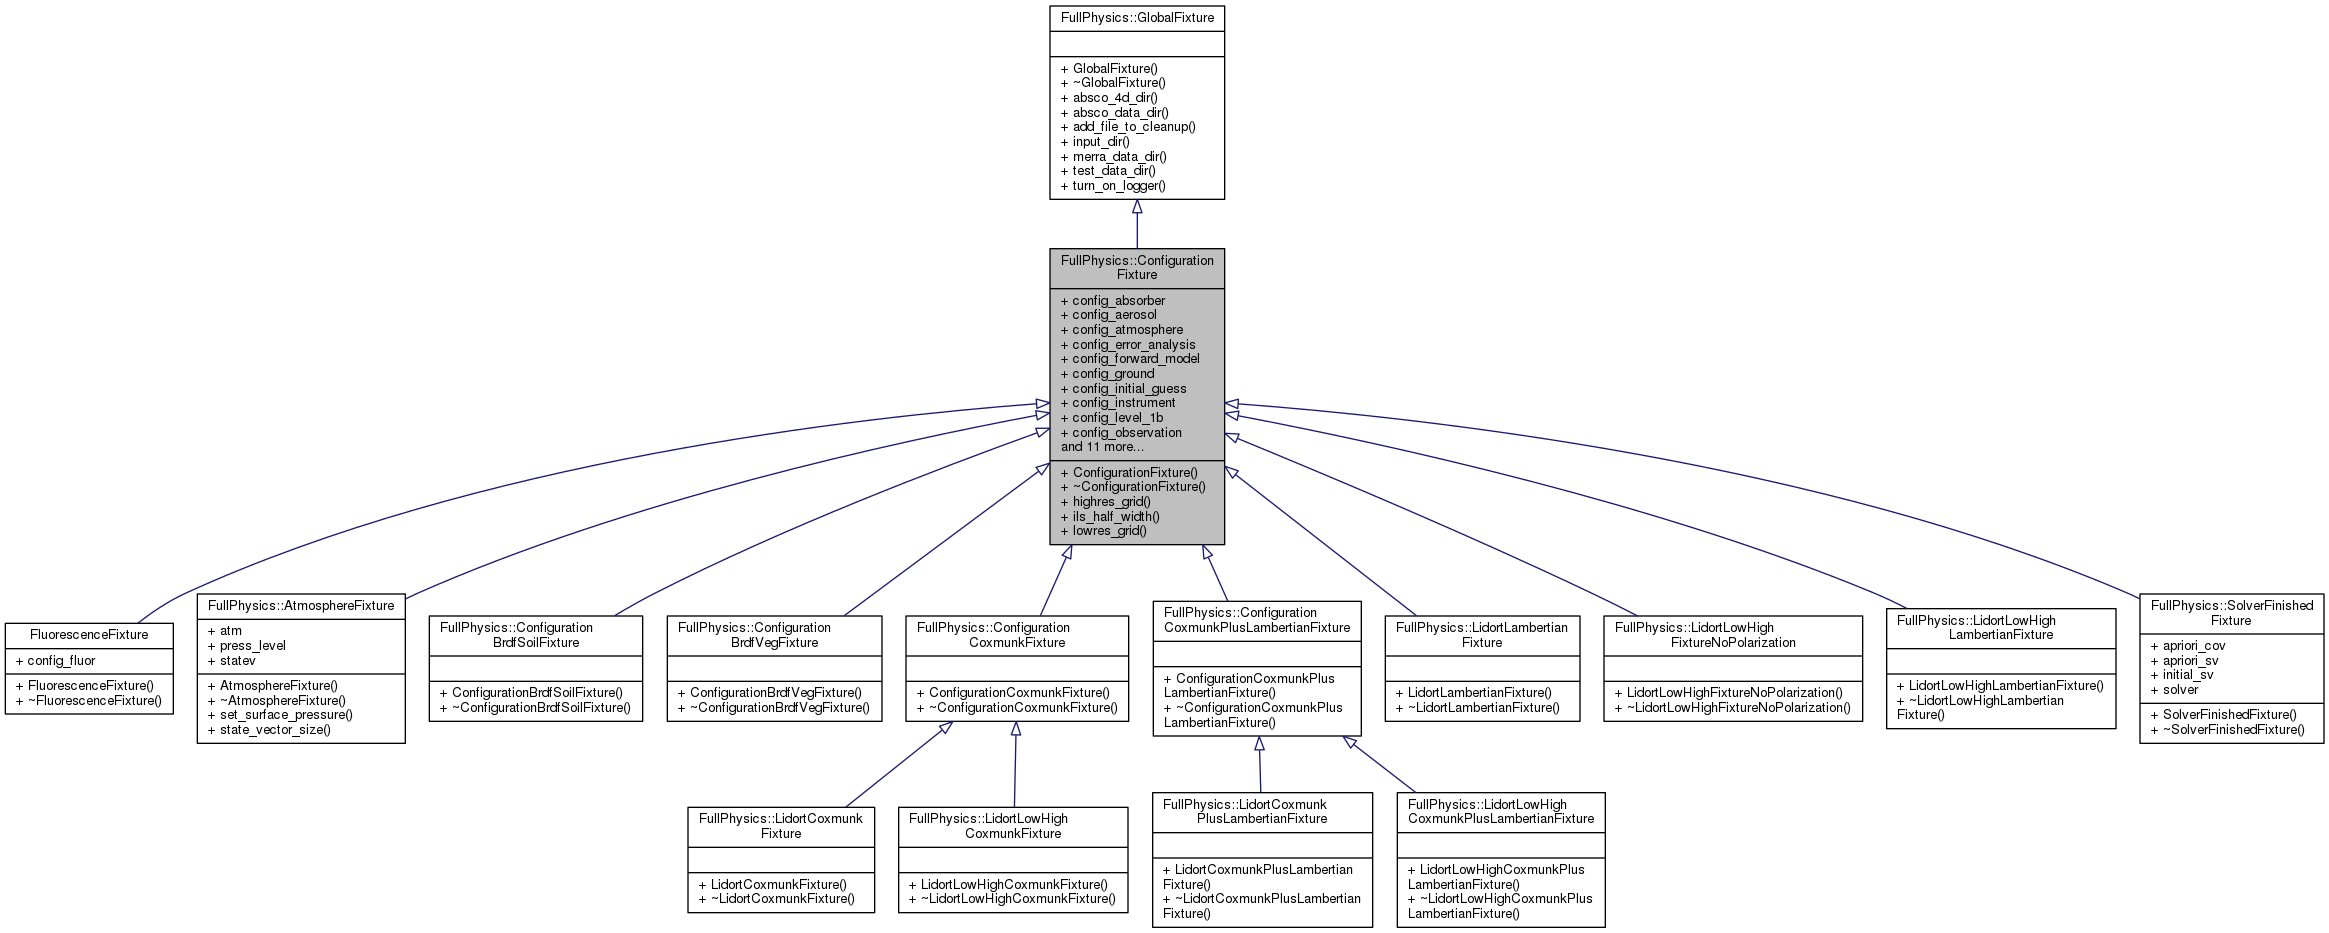 FullPhysics::GlobalFixture
+ GlobalFixture()
+ ~GlobalFixture()
+ absco_4d_dir()
+ absco_data_dir()
+ add_file_to_cleanup()
+ input_dir()
+ merra_data_dir()
+ test_data_dir()
+ turn_on_logger()
FullPhysics::Configuration
Fixture
+ config_absorber
+ config_aerosol
+ config_atmosphere
+ config_error_analysis
+ config_forward_model
+ config_ground
+ config_initial_guess
+ config_instrument
+ config_level_1b
+ config_observation
and 11 more...
+ ConfigurationFixture()
+ ~ConfigurationFixture()
+ highres_grid()
+ ils_half_width()
+ lowres_grid()
FluorescenceFixture
+ config_fluor
+ FluorescenceFixture()
+ ~FluorescenceFixture()
FullPhysics::AtmosphereFixture
+ atm
+ press_level
+ statev
+ AtmosphereFixture()
+ ~AtmosphereFixture()
+ set_surface_pressure()
+ state_vector_size()
FullPhysics::Configuration
BrdfSoilFixture
+ ConfigurationBrdfSoilFixture()
+ ~ConfigurationBrdfSoilFixture()
FullPhysics::Configuration
BrdfVegFixture
+ ConfigurationBrdfVegFixture()
+ ~ConfigurationBrdfVegFixture()
FullPhysics::Configuration
CoxmunkFixture
+ ConfigurationCoxmunkFixture()
+ ~ConfigurationCoxmunkFixture()
FullPhysics::Configuration
CoxmunkPlusLambertianFixture
+ ConfigurationCoxmunkPlus
LambertianFixture()
+ ~ConfigurationCoxmunkPlus
LambertianFixture()
FullPhysics::LidortLambertian
Fixture
+ LidortLambertianFixture()
+ ~LidortLambertianFixture()
FullPhysics::LidortLowHigh
FixtureNoPolarization
+ LidortLowHighFixtureNoPolarization()
+ ~LidortLowHighFixtureNoPolarization()
FullPhysics::LidortLowHigh
LambertianFixture
+ LidortLowHighLambertianFixture()
+ ~LidortLowHighLambertian
Fixture()
FullPhysics::SolverFinished
Fixture
+ apriori_cov
+ apriori_sv
+ initial_sv
+ solver
+ SolverFinishedFixture()
+ ~SolverFinishedFixture()
FullPhysics::LidortCoxmunk
Fixture
+ LidortCoxmunkFixture()
+ ~LidortCoxmunkFixture()
FullPhysics::LidortLowHigh
CoxmunkFixture
+ LidortLowHighCoxmunkFixture()
+ ~LidortLowHighCoxmunkFixture()
FullPhysics::LidortCoxmunk
PlusLambertianFixture
+ LidortCoxmunkPlusLambertian
Fixture()
+ ~LidortCoxmunkPlusLambertian
Fixture()
FullPhysics::LidortLowHigh
CoxmunkPlusLambertianFixture
+ LidortLowHighCoxmunkPlus
LambertianFixture()
+ ~LidortLowHighCoxmunkPlus
LambertianFixture()